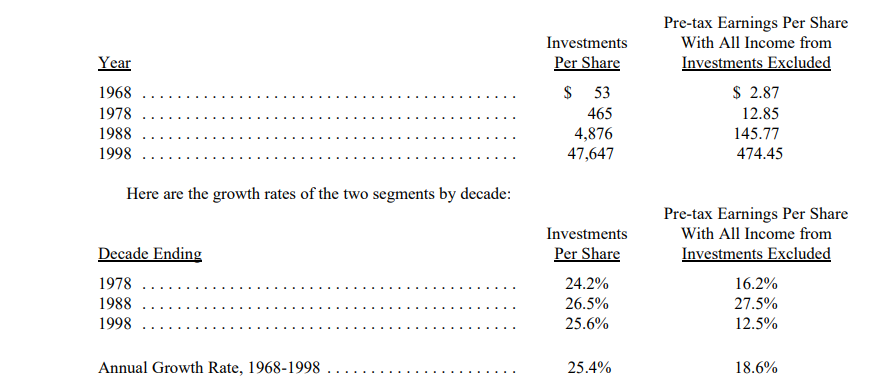 Pre-tax Earnings Per Share
Investments With All Income from
Year Per Share Investments Excluded
1968 . . . . . . . . . . . . . . . . . . . . . . . . . . . . . . . . . . . . . . . . . . . $ 53 $ 2.87
1978 . . . . . . . . . . . . . . . . . . . . . . . . . . . . . . . . . . . . . . . . . . . 465 12.85
1988 . . . . . . . . . . . . . . . . . . . . . . . . . . . . . . . . . . . . . . . . . . . 4,876 145.77
1998 . . . . . . . . . . . . . . . . . . . . . . . . . . . . . . . . . . . . . . . . . . . 47,647 474.45
Here are the growth rates of the two segments by decade:
Pre-tax Earnings Per Share
Investments With All Income from
Decade Ending Per Share Investments Excluded
1978 . . . . . . . . . . . . . . . . . . . . . . . . . . . . . . . . . . . . . . . . . . . 24.2% 16.2%
1988 . . . . . . . . . . . . . . . . . . . . . . . . . . . . . . . . . . . . . . . . . . . 26.5% 27.5%
1998 . . . . . . . . . . . . . . . . . . . . . . . . . . . . . . . . . . . . . . . . . . . 25.6% 12.5%
Annual Growth Rate, 1968-1998 . . . . . . . . . . . . . . . . . . . . . . 25.4% 18.6%